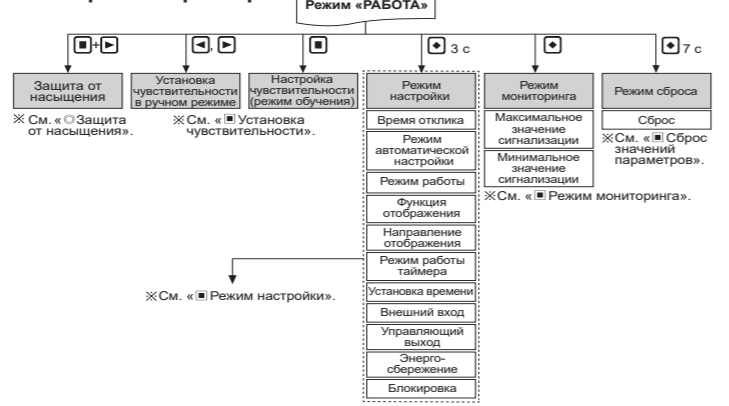 Режим «РАБОТА»
■+▶
◀, ▶
■
◆ 3 с
◆
◆ 7 с
Защита от
насыщения
※ См. «◎Защита
от насыщения».
Установка
чувствительности
в ручном режиме
Настройка
чувствительности
(режим обучения)
※ См. «▣ Установка
чувствительности».
Режим
настройки
Время отклика
Режим
автоматической
настройки
Режим работы
Функция
отображения
Направление
отображения
Режим работы
таймера
Установка времени
Внешний вход
Управляющий
выход
Энерго-
сбережение
Блокировка
※См. «▣ Режим настройки».
Режим
мониторинга
Максимальное
значение
сигнализации
Минимальное
значение
сигнализации
※См. «▣ Режим мониторинга».
Режим сброса
Сброс
※См. «▣ Сброс
значений
параметров».